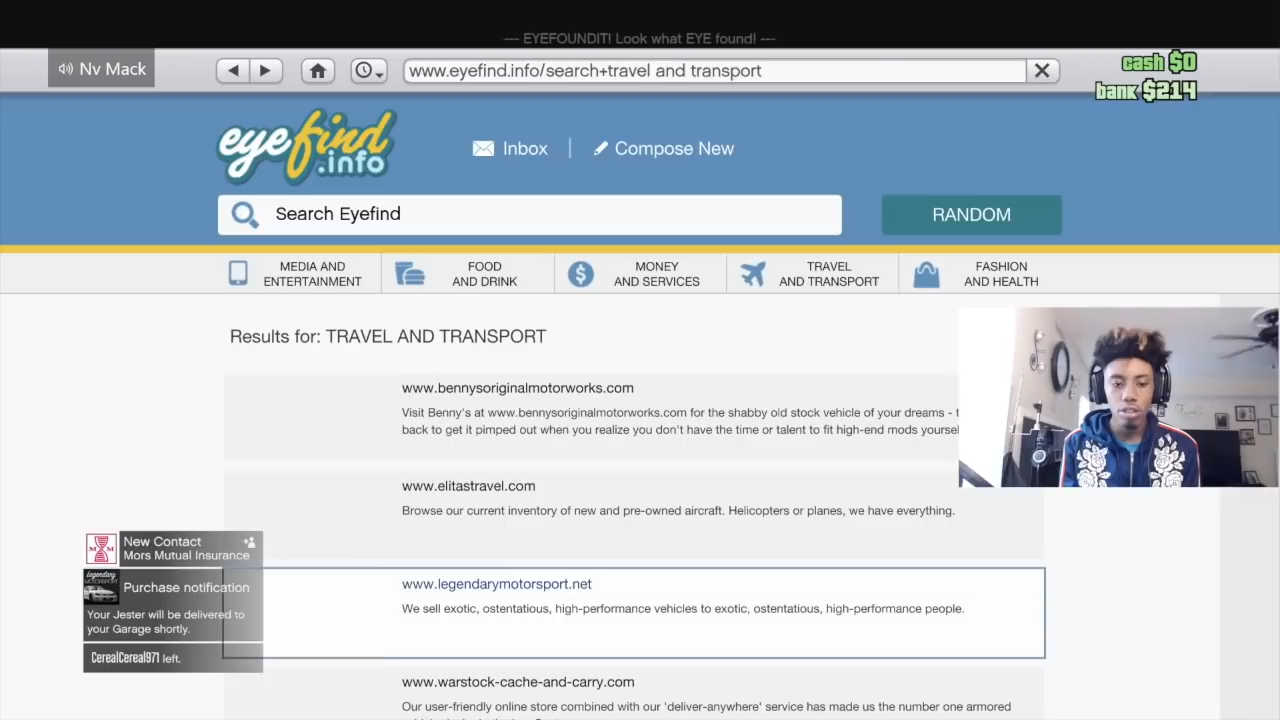 --- EYEFOUNDIT! Look what EYE found! ---
Nv Mack
www.eyefind.info/search+travel and transport
cash $0
bank $214
eyefind
.info
Inbox
Compose New
Search Eyefind
RANDOM
MEDIA AND
ENTERTAINMENT
FOOD
AND DRINK
MONEY
AND SERVICES
TRAVEL
AND TRANSPORT
FASHION
AND HEALTH
Results for: TRAVEL AND TRANSPORT
www.bennysoriginalmotorworks.com
Visit Benny's at www.bennysoriginalmotorworks.com for the shabby old stock vehicle of your dreams -
back to get it pimped out when you realize you don't have the time or talent to fit high-end mods
www.elitastravel.com
Browse our current inventory of new and pre-owned aircraft. Helicopters or planes, we have everything.
New Contact
Mors Mutual Insurance
Legendary
Purchase notification
Your Jester will be delivered to
your Garage shortly.
CerealCereal971 left.
www.legendarymotorsport.net
We sell exotic, ostentatious, high-performance vehicles to exotic, ostentatious, high-performance people.
www.warstock-cache-and-carry.com
Our user-friendly online store combined with our 'deliver-anywhere' service has made us the number one armored